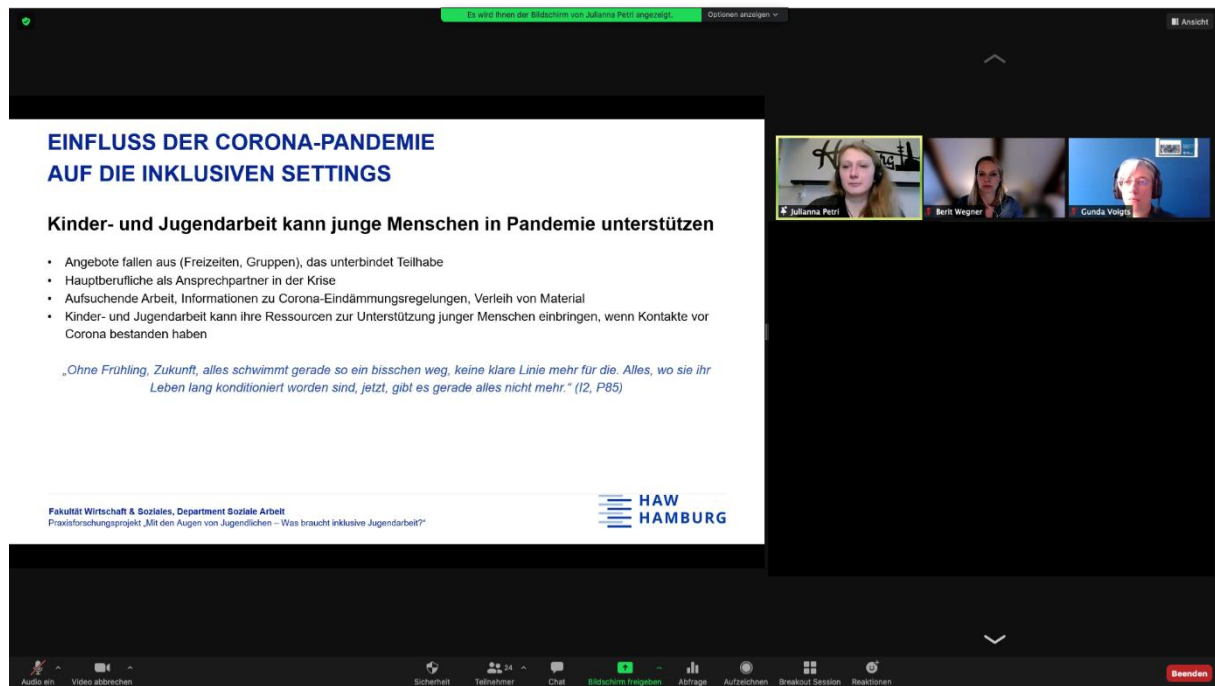 Es wird Ihnen der Bildschirm von Julianna Petri angezeigt.
Optionen anzeigen
Ansicht
EINFLUSS DER CORONA-PANDEMIE
AUF DIE INKLUSIVEN SETTINGS
Kinder- und Jugendarbeit kann junge Menschen in Pandemie unterstützen
• Angebote fallen aus (Freizeiten, Gruppen), das unterbindet Teilhabe
• Hauptberufliche als Ansprechpartner in der Krise
• Aufsuchende Arbeit, Informationen zu Corona-Eindämmungsregelungen, Verleih von Material
• Kinder- und Jugendarbeit kann ihre Ressourcen zur Unterstützung junger Menschen einbringen, wenn Kontakte vor
Corona bestanden haben
„Ohne Frühling, Zukunft, alles schwimmt gerade so ein bisschen weg, keine klare Linie mehr für die. Alles, wo sie ihr
Leben lang konditioniert worden sind, jetzt, gibt es gerade alles nicht mehr.“ (I2, P85)
Fakultät Wirtschaft & Soziales, Department Soziale Arbeit
Praxisforschungsprojekt „Mit den Augen von Jugendlichen – Was braucht inklusive Jugendarbeit?“
HAW
HAMBURG
Julianna Petri
Berit Wegner
Gunda Voigts
Audio ein
Video abbrechen
Sicherheit
24
Teilnehmer
Chat
Bildschirm freigeben
Abfrage
Aufzeichnen
Breakout Session
Reaktionen
Beenden